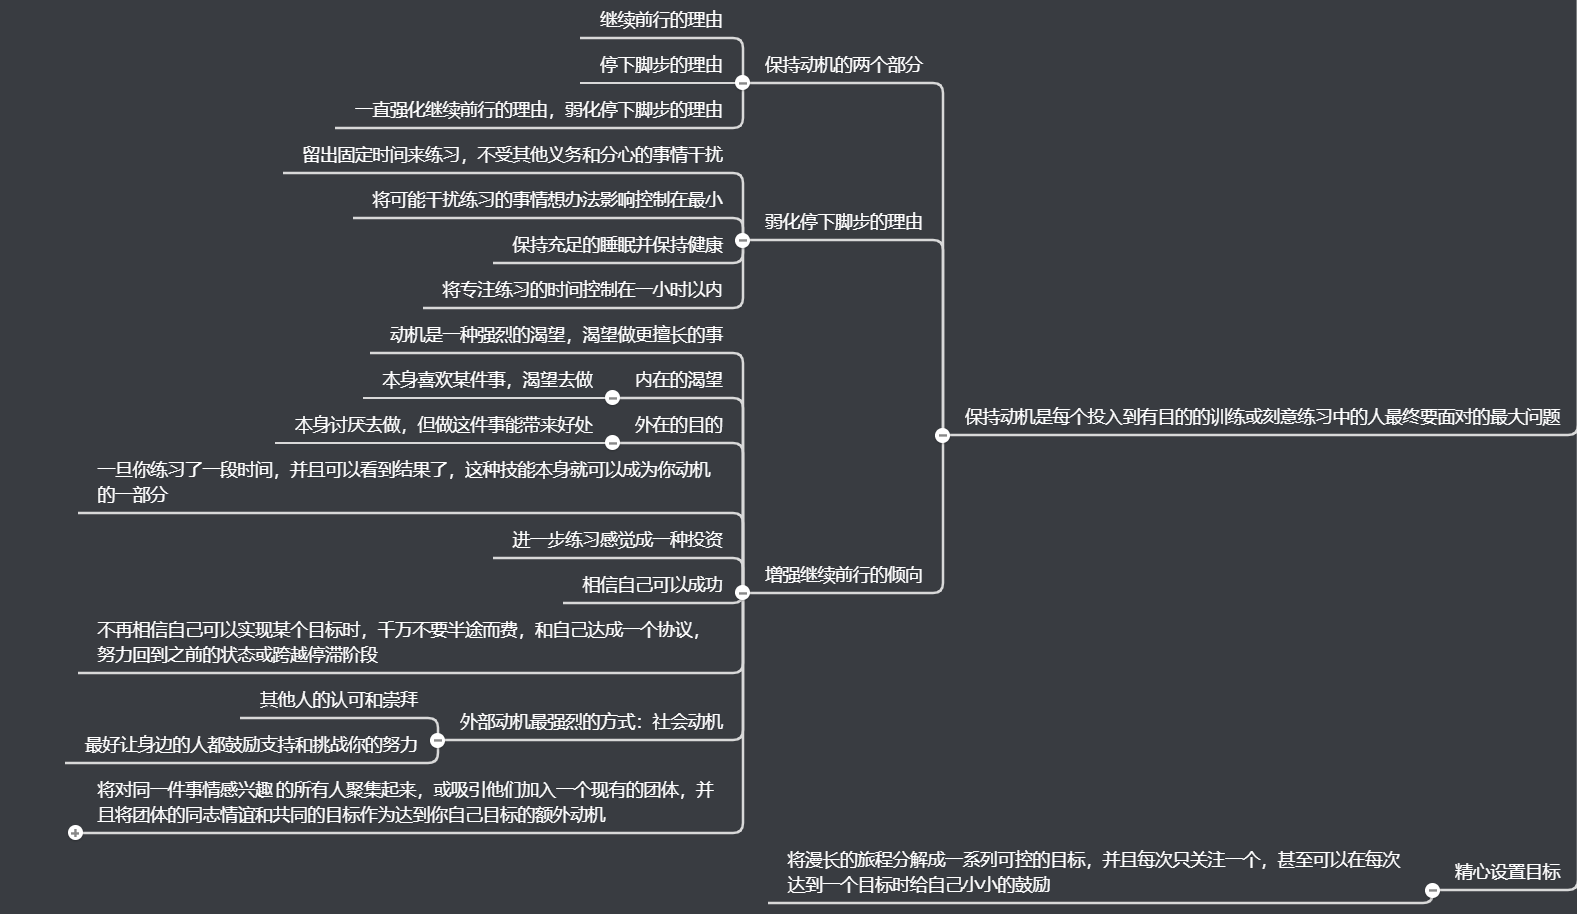 继续前行的理由
停下脚步的理由
保持动机的两个部分
一直强化继续前行的理由，弱化停下脚步的理由
留出固定时间来练习，不受其他义务和分心的事情干扰
将可能干扰练习的事情想办法影响控制在最小
弱化停下脚步的理由
保持充足的睡眠并保持健康
将专注练习的时间控制在一小时以内
动机是一种强烈的渴望，渴望做更擅长的事
本身喜欢某件事，渴望去做
内在的渴望
本身讨厌去做，但做这件事能带来好处
外在的目的
保持动机是每个投入到有目的的训练或刻意练习中的人最终要面对的最大问题
一旦你练习了一段时间，并且可以看到结果了，这种技能本身就可以成为你动机
的一部分
进一步练习感觉成一种投资
相信自己可以成功
增强继续前行的倾向
不再相信自己可以实现某个目标时，千万不要半途而费，和自己达成一个协议，
努力回到之前的状态或跨越停滞阶段
其他人的认可和崇拜
外部动机最强烈的方式：社会动机
最好让身边的人都鼓励支持和挑战你的努力
将对同一件事情感兴趣的所有人聚集起来，或吸引他们加入一个现有的团体，并
且将团体的同志情谊和共同的目标作为达到你自己目标的额外动机
将漫长的旅程分解成一系列可控的目标，并且每次只关注一个，甚至可以在每次
达到一个目标时给自己小小的鼓励
精心设置目标